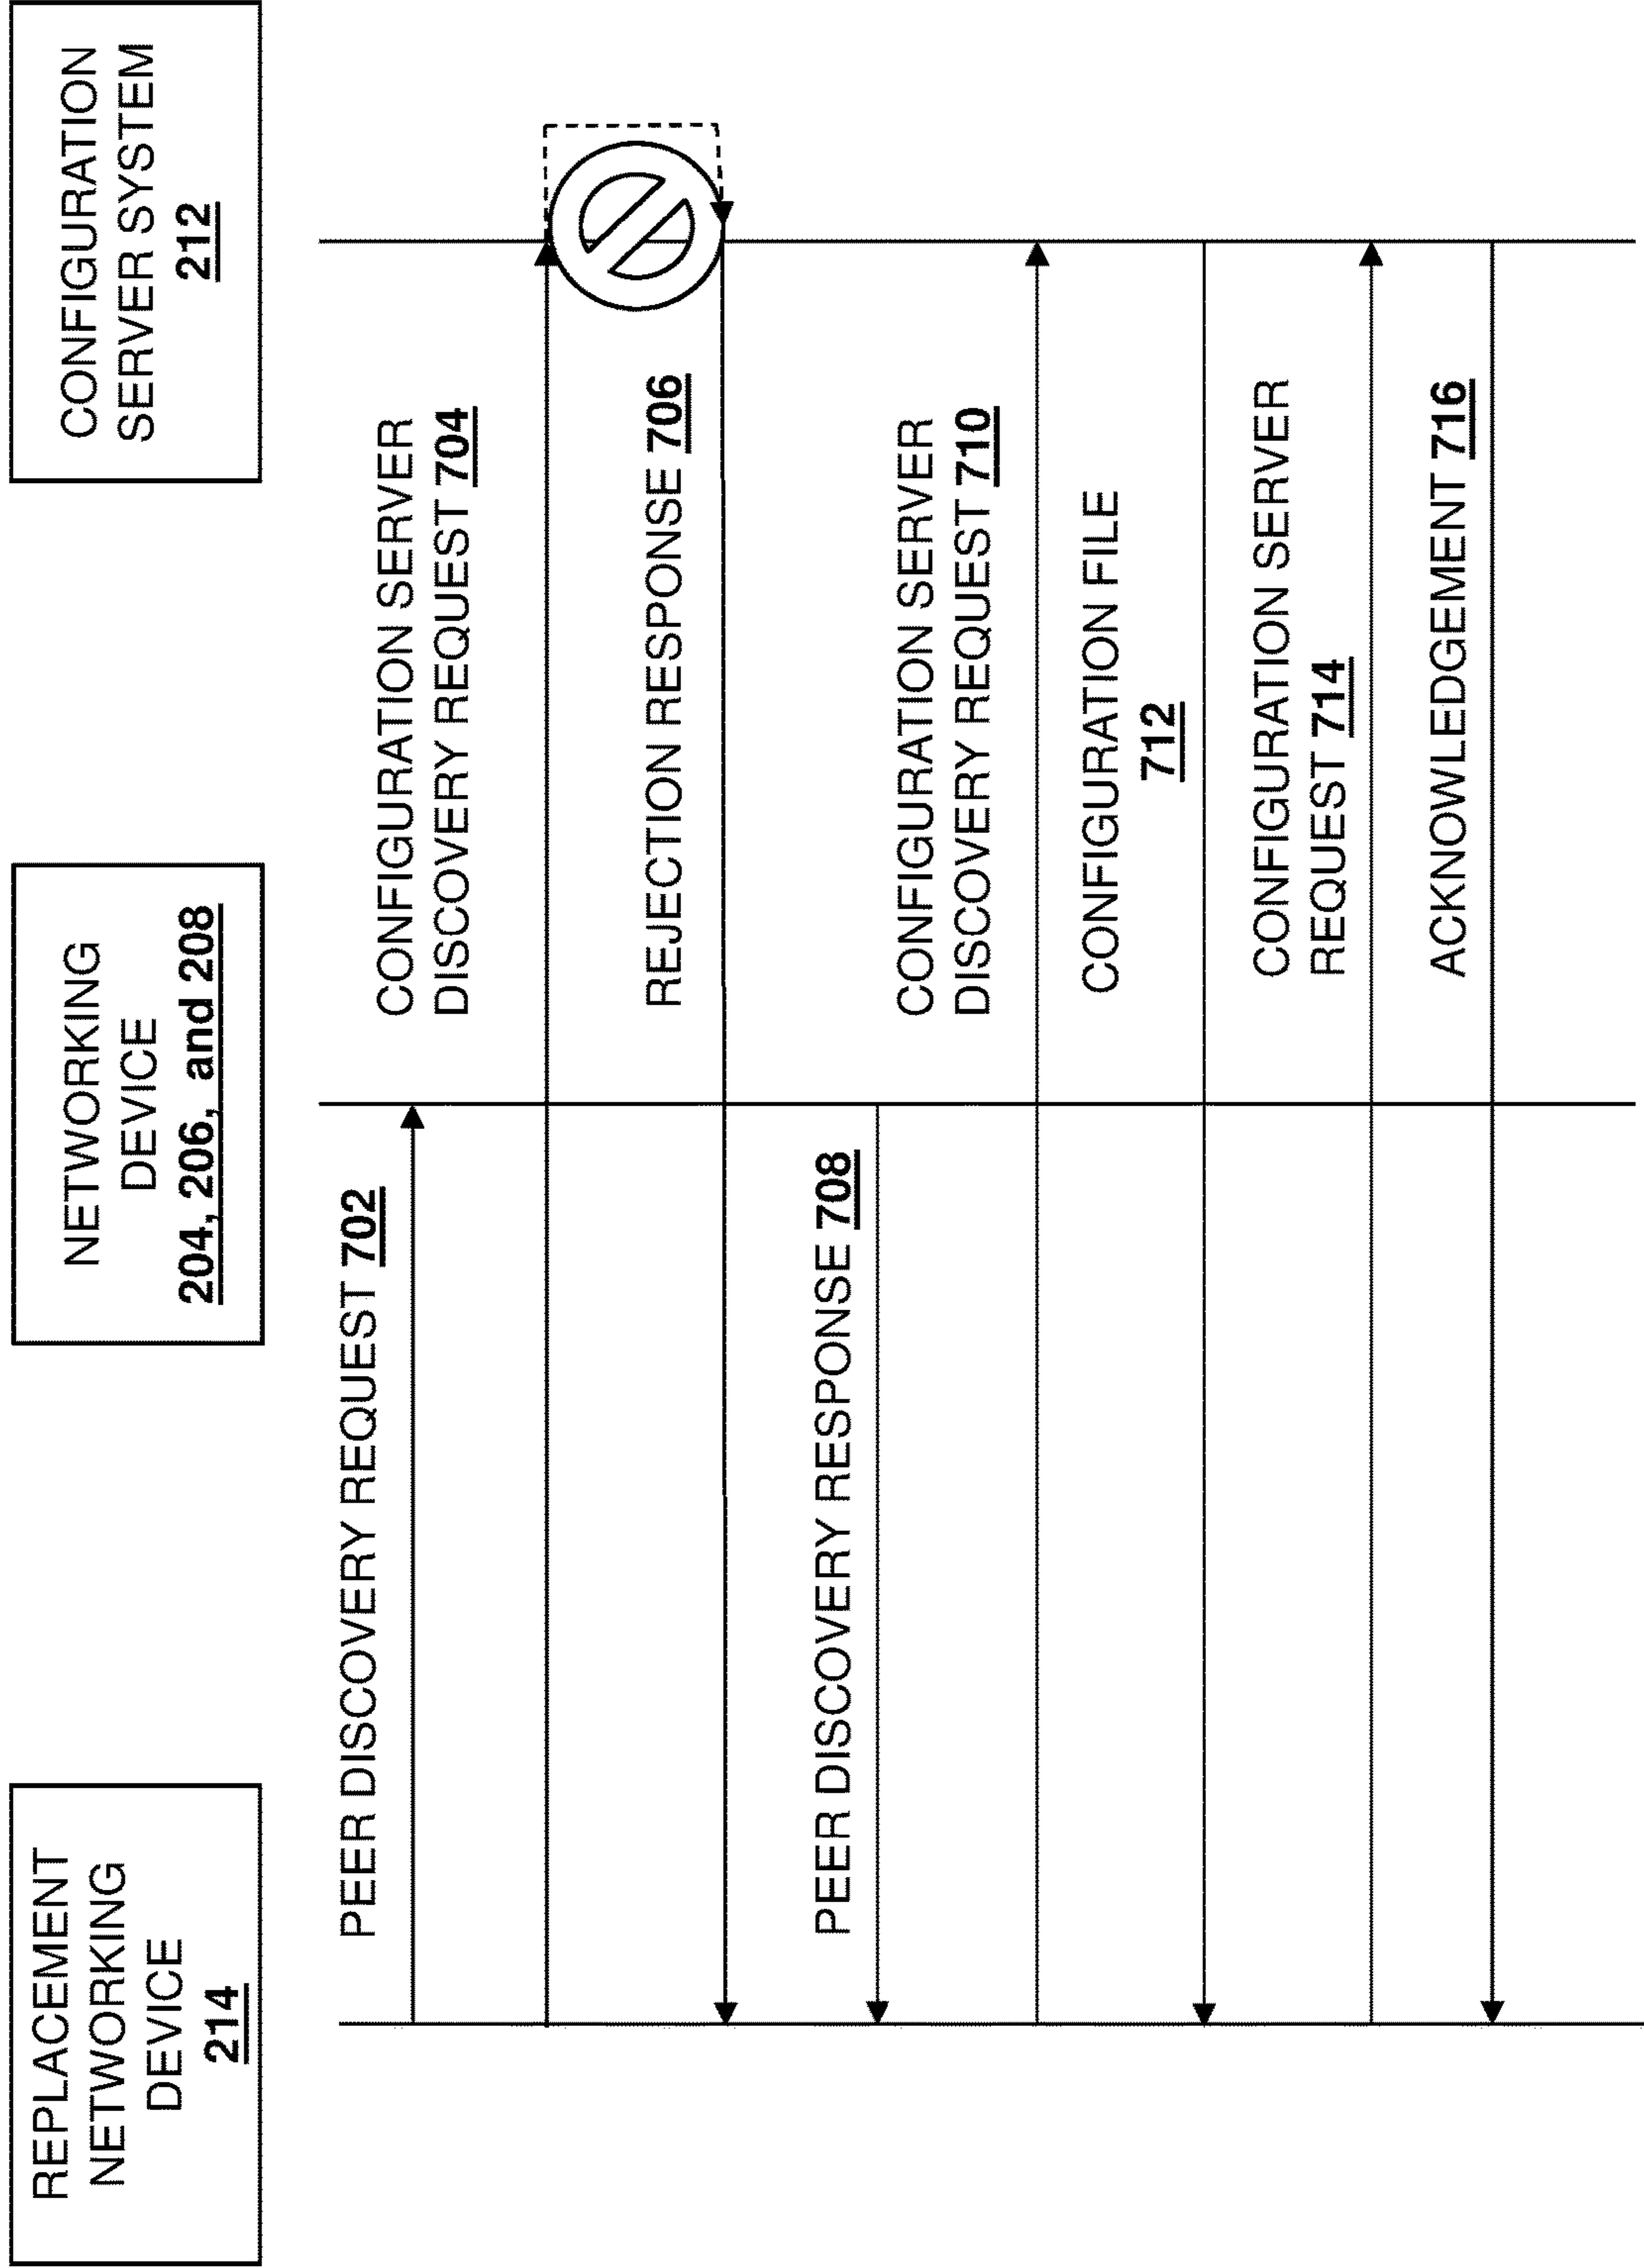 REPLACEMENT
NETWORKING
DEVICE
214
NETWORKING
DEVICE
204, 206, and 208
CONFIGURATION
SERVER SYSTEM
212
PEER DISCOVERY REQUEST 702
CONFIGURATION SERVER
DISCOVERY REQUEST 704
REJECTION RESPONSE 706
PEER DISCOVERY RESPONSE 708
CONFIGURATION SERVER
DISCOVERY REQUEST 710
CONFIGURATION FILE
712
CONFIGURATION SERVER
REQUEST 714
ACKNOWLEDGEMENT 716